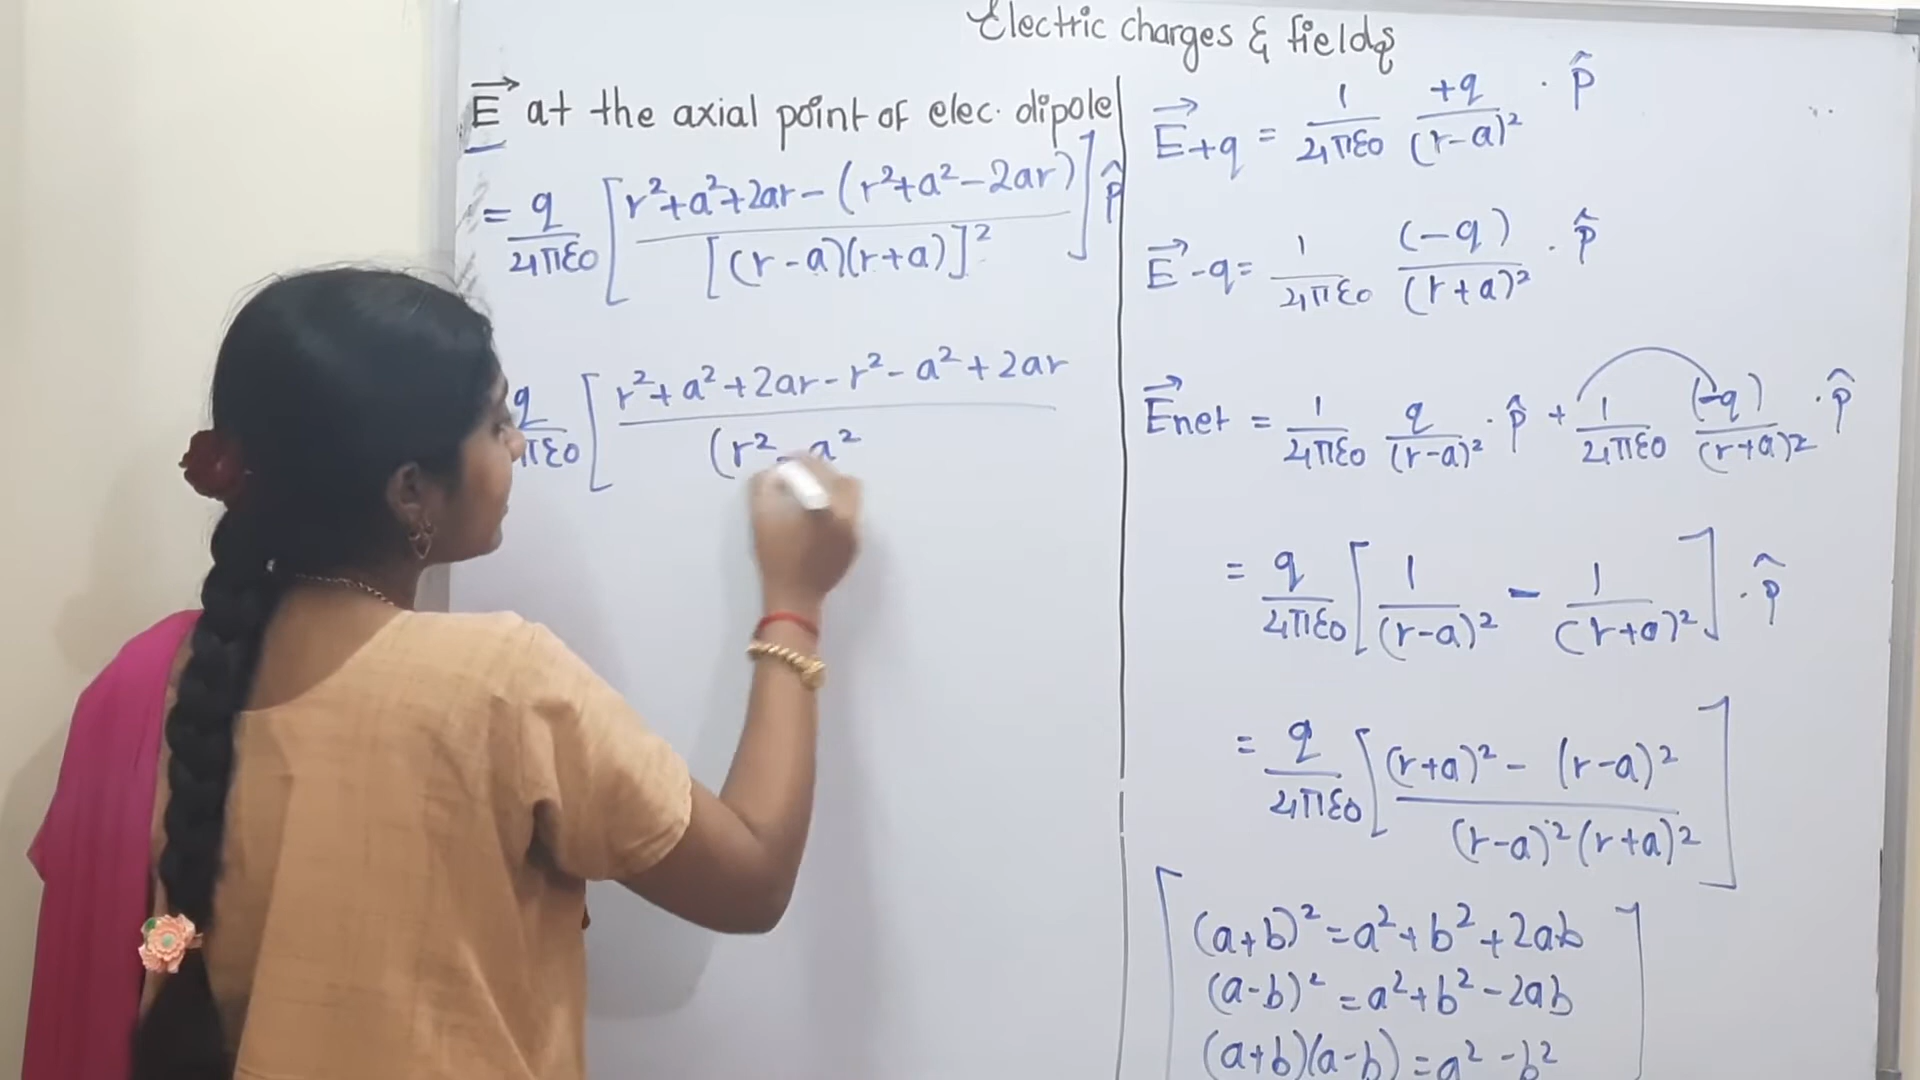 Electric charges & fields
E⃗ at the axial point of elec. dipole
= q/4πε0 [ r²+a²+2ar-(r²+a²-2ar) / [(r-a)(r+a)]² ] p̂
q/πε0 [ r²+a²+2ar-r²-a²+2ar / (r²-a²
E⃗+q = 1/4πε0 +q/(r-a)² · p̂
E⃗-q = 1/4πε0 (-q)/(r+a)² · p̂
E⃗net = 1/4πε0 q/(r-a)² · p̂ + 1/4πε0 (-q)/(r+a)² · p̂
= q/4πε0 [ 1/(r-a)² - 1/(r+a)² ] · p̂
= q/4πε0 [ (r+a)² - (r-a)² / (r-a)²(r+a)² ]
[ (a+b)² = a²+b²+2ab
(a-b)² = a²+b²-2ab
(a+b)(a-b) = a²-b² ]